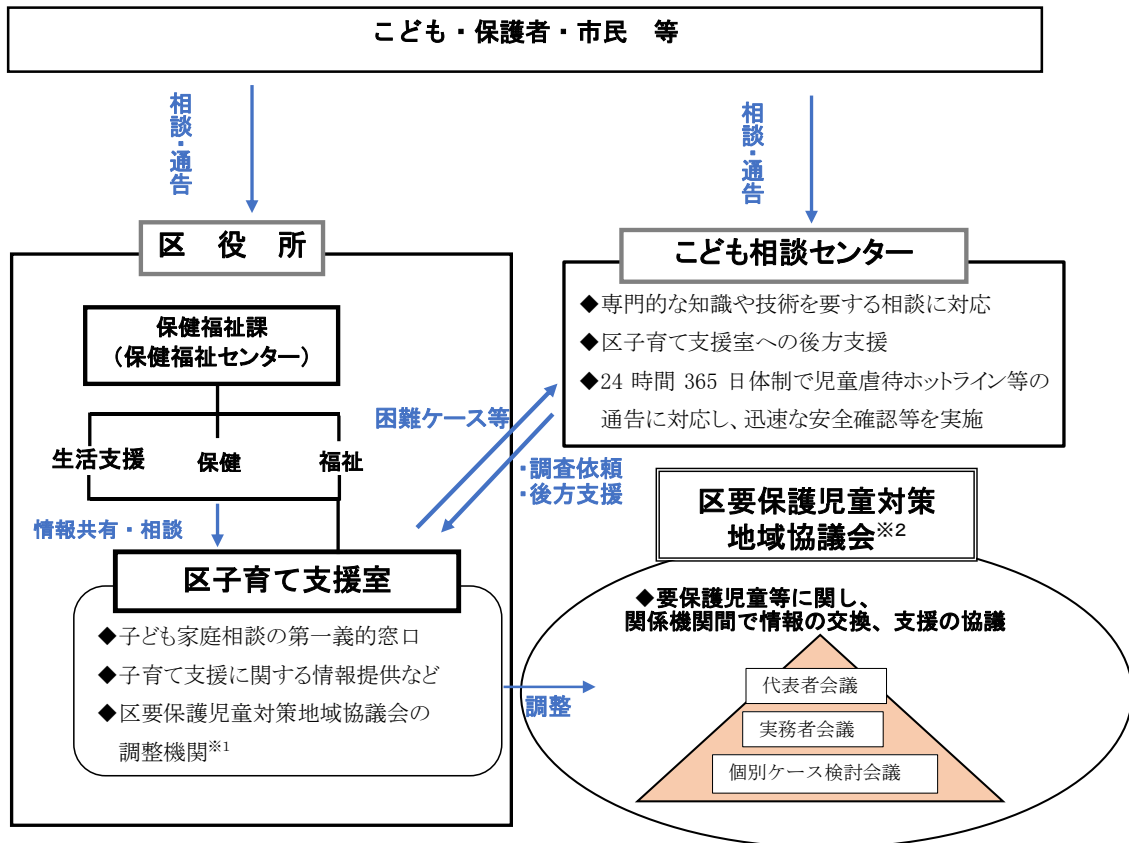 こども・保護者・市民　等
相談・通告
相談・通告
区　役　所
保健福祉課
（保健福祉センター）
生活支援
保健
福祉
情報共有・相談
区子育て支援室
◆子ども家庭相談の第一義的窓口
◆子育て支援に関する情報提供など
◆区要保護児童対策地域協議会の
調整機関※1
困難ケース等
・調査依頼
・後方支援
調整
こども相談センター
◆専門的な知識や技術を要する相談に対応
◆区子育て支援室への後方支援
◆24 時間 365 日体制で児童虐待ホットライン等の
通告に対応し、迅速な安全確認等を実施
区要保護児童対策
地域協議会※2
◆要保護児童等に関し、
関係機関間で情報の交換、支援の協議
代表者会議
実務者会議
個別ケース検討会議